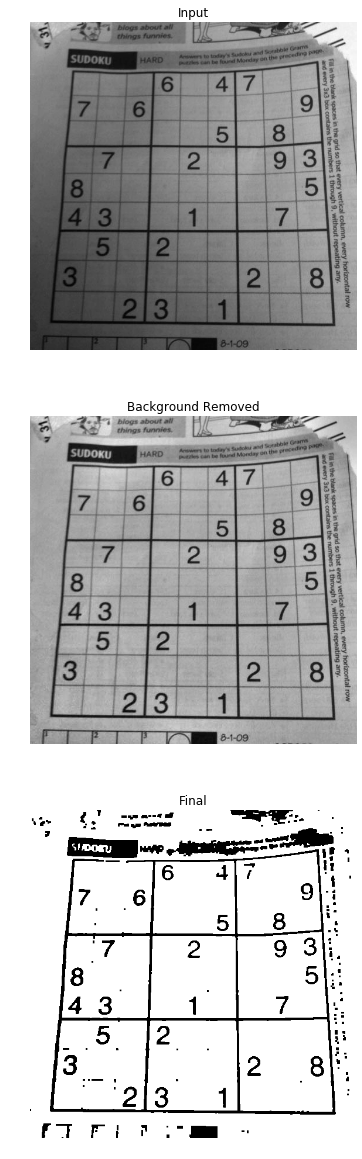 Input
blogs about all
things funnies.
SUDOKU HARD Answers to today's Sudoku and Scrabble Grams
puzzles can be found Monday on the preceding page.
Fill in the blank spaces in the grid so that every vertical column, every horizontal row
and every 3x3 box contains the numbers 1 through 9, without repeating any.
6 4 7
7 6 9
5 8
7 2 9 3
8 5
4 3 1 7
5 2
3 2 8
2 3 1
8-1-09
Background Removed
blogs about all
things funnies.
SUDOKU HARD Answers to today's Sudoku and Scrabble Grams
puzzles can be found Monday on the preceding page.
Fill in the blank spaces in the grid so that every vertical column, every horizontal row
and every 3x3 box contains the numbers 1 through 9, without repeating any.
6 4 7
7 6 9
5 8
7 2 9 3
8 5
4 3 1 7
5 2
3 2 8
2 3 1
8-1-09
Final
SUDOKU HARD
6 4 7
7 6 9
5 8
7 2 9 3
8 5
4 3 1 7
5 2
3 2 8
2 3 1